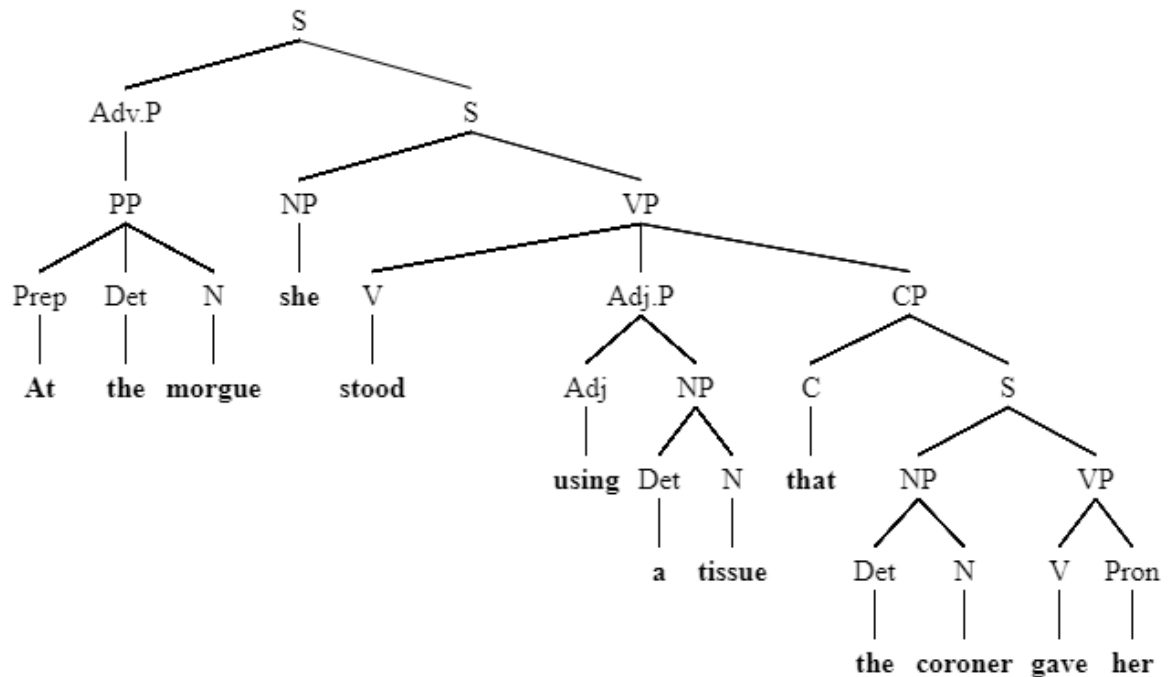 S
Adv.P S
PP NP VP
Prep Det N she V Adj.P CP
At the morgue stood Adj NP C S
using Det N that NP VP
a tissue Det N V Pron
the coroner gave her